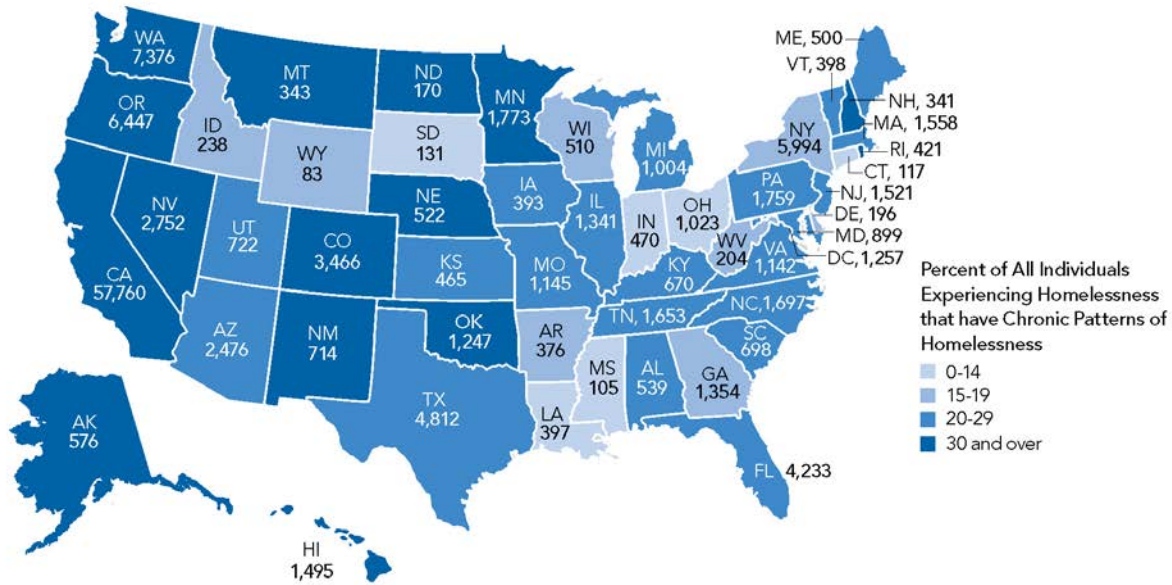 WA
7,376
MT
343
ND
170
MN
1,773
ME, 500
VT, 398
OR
6,447
ID
238
WY
83
SD
131
WI
510
MI
1,004
NY
5,994
NH, 341
MA, 1,558
RI, 421
CT, 117
NJ, 1,521
DE, 196
MD, 899
DC, 1,257
NV
2,752
UT
722
CO
3,466
NE
522
IA
393
IL
1,341
IN
470
OH
1,023
PA
1,759
WV
204
VA
1,142
CA
57,760
AZ
2,476
NM
714
KS
465
MO
1,145
KY
670
TN, 1,653
NC, 1,697
SC
698
OK
1,247
AR
376
MS
105
AL
539
GA
1,354
TX
4,812
LA
397
FL 4,233
AK
576
HI
1,495
Percent of All Individuals
Experiencing Homelessness
that have Chronic Patterns of
Homelessness
0-14
15-19
20-29
30 and over